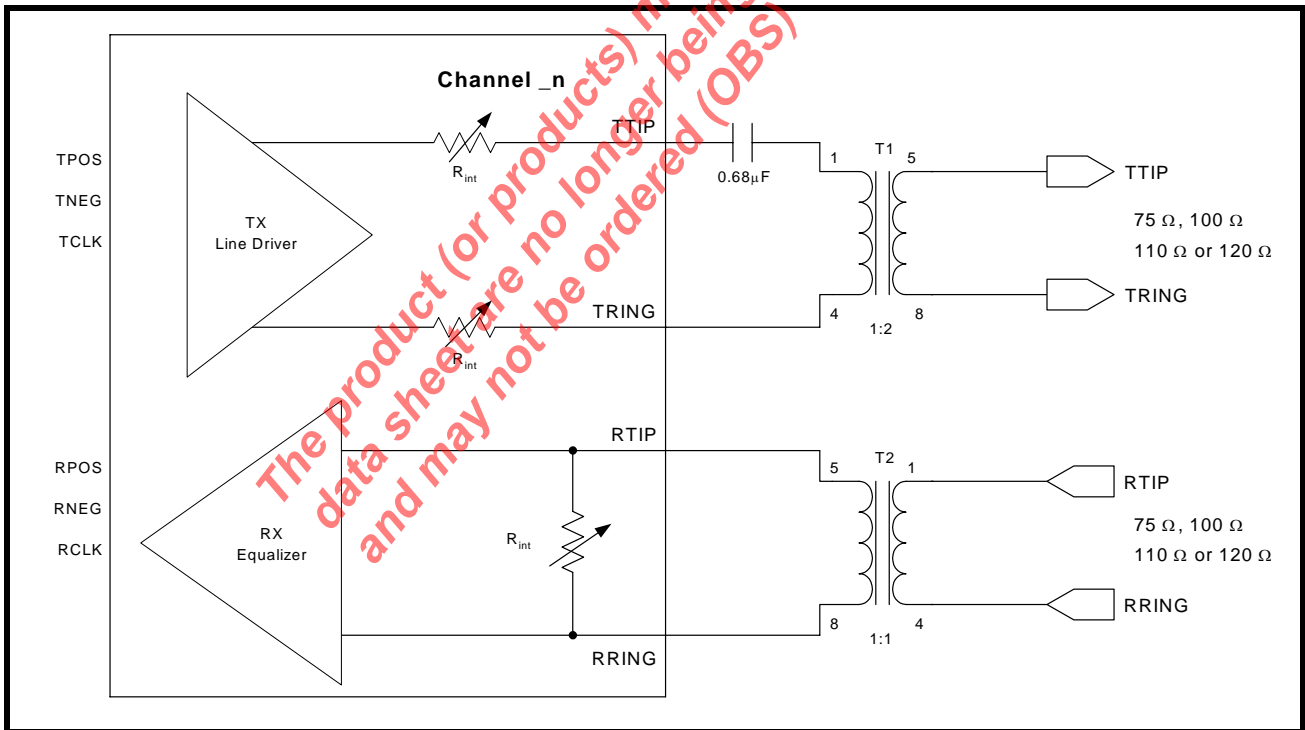 Channel _n
TTIP
R int
0.68µF
1
T1
5
TTIP
TPOS
TNEG
TCLK
TX
Line Driver
75 Ω, 100 Ω
110 Ω or 120 Ω
TRING
R int
4
1:2
8
TRING
RTIP
5
T2
1
RTIP
RPOS
RNEG
RCLK
RX
Equalizer
R int
75 Ω, 100 Ω
110 Ω or 120 Ω
RRING
8
1:1
4
RRING
The product (or products)
data sheet are no longer being
and may not be ordered (OBS)